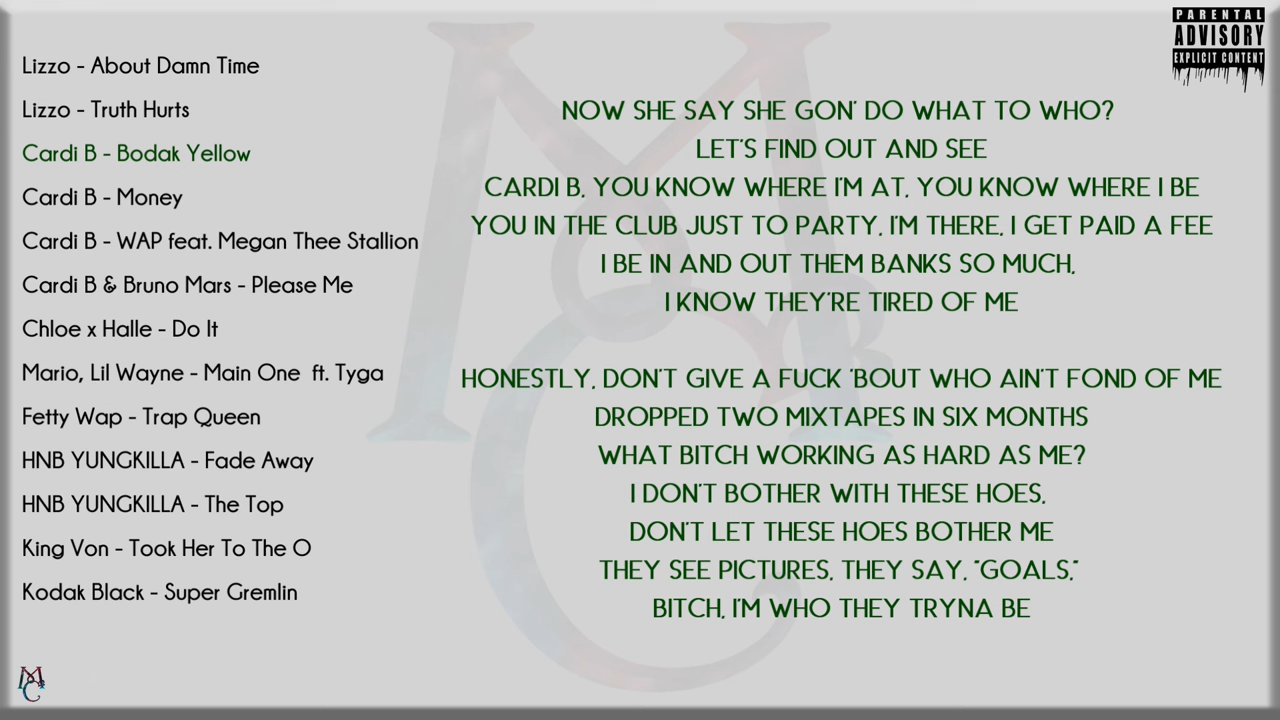 PARENTAL
ADVISORY
EXPLICIT CONTENT
Lizzo - About Damn Time
Lizzo - Truth Hurts
Cardi B - Bodak Yellow
Cardi B - Money
Cardi B - WAP feat. Megan Thee Stallion
Cardi B & Bruno Mars - Please Me
Chloe x Halle - Do It
Mario, Lil Wayne - Main One ft. Tyga
Fetty Wap - Trap Queen
HNB YUNGKILLA - Fade Away
HNB YUNGKILLA - The Top
King Von - Took Her To The O
Kodak Black - Super Gremlin
NOW SHE SAY SHE GON' DO WHAT TO WHO?
LET'S FIND OUT AND SEE
CARDI B, YOU KNOW WHERE I'M AT, YOU KNOW WHERE I BE
YOU IN THE CLUB JUST TO PARTY, I'M THERE, I GET PAID A FEE
I BE IN AND OUT THEM BANKS SO MUCH,
I KNOW THEY'RE TIRED OF ME
HONESTLY, DON'T GIVE A FUCK 'BOUT WHO AIN'T FOND OF ME
DROPPED TWO MIXTAPES IN SIX MONTHS
WHAT BITCH WORKING AS HARD AS ME?
I DON'T BOTHER WITH THESE HOES,
DON'T LET THESE HOES BOTHER ME
THEY SEE PICTURES, THEY SAY, "GOALS,"
BITCH, I'M WHO THEY TRYNA BE